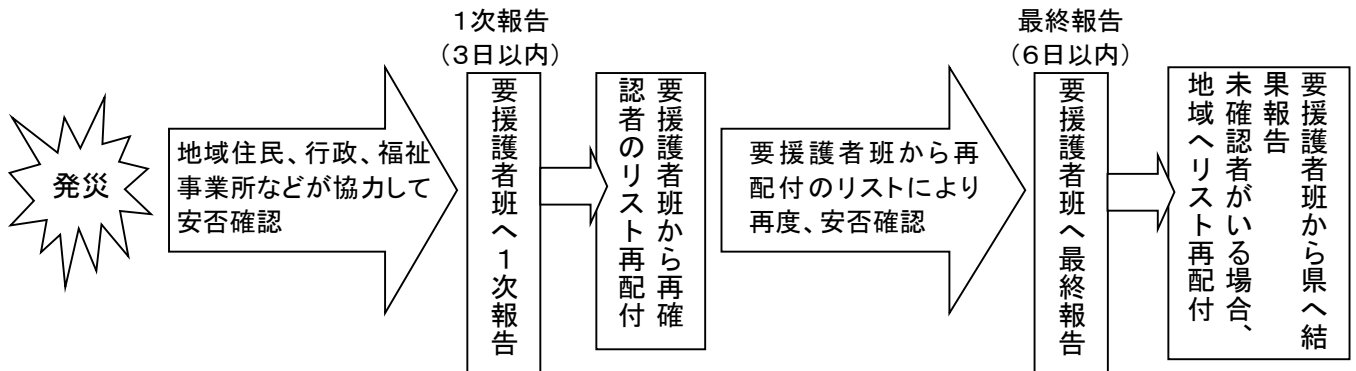 発災
地域住民、行政、福祉
事業所などが協力して
安否確認
1次報告
(3日以内)
要援護者班へ1次報告
要援護者班から再確
認者のリスト再配付
要援護者班から再
配付のリストにより
再度、安否確認
最終報告
(6日以内)
要援護者班へ最終報告
要援護者班から県へ結
果報告
未確認者がいる場合、
地域へリスト再配付